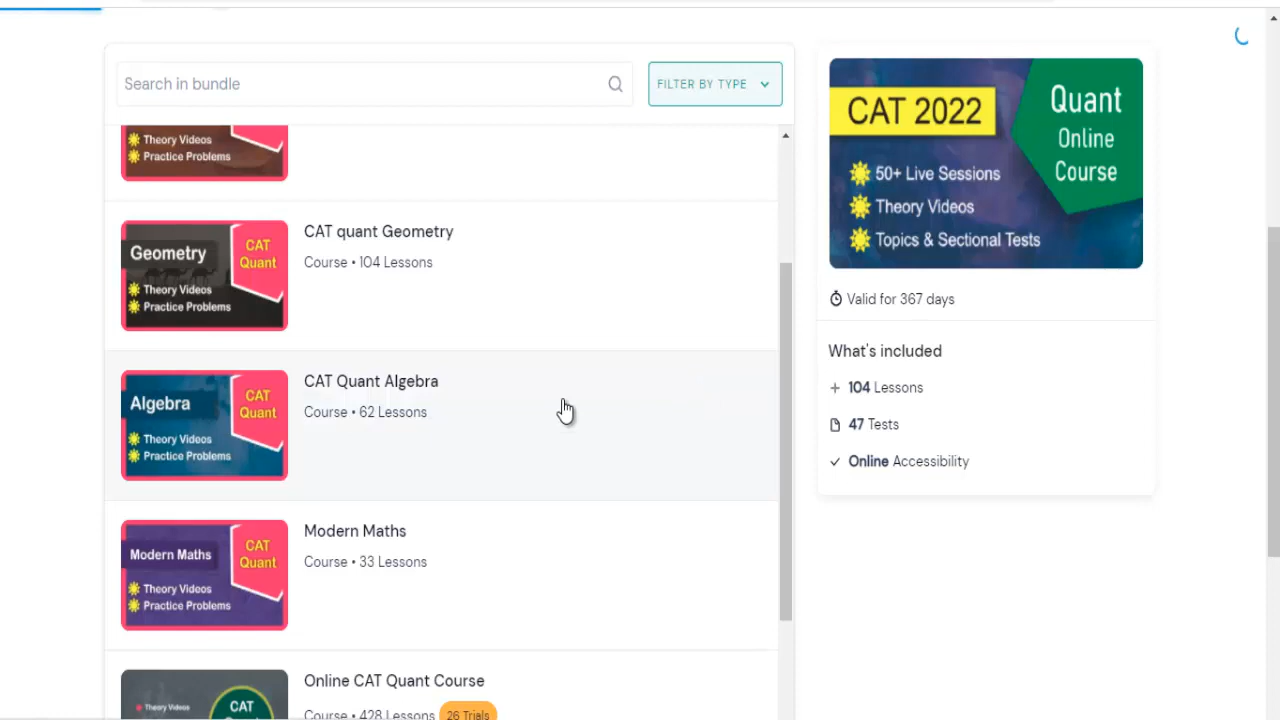 Search in bundle
FILTER BY TYPE
Theory Videos
Practice Problems
Geometry
CAT
Quant
Theory Videos
Practice Problems
CAT quant Geometry
Course • 104 Lessons
Algebra
CAT
Quant
Theory Videos
Practice Problems
CAT Quant Algebra
Course • 62 Lessons
Modern Maths
CAT
Quant
Theory Videos
Practice Problems
Modern Maths
Course • 33 Lessons
Theory Videos
CAT
Online CAT Quant Course
Course • 428 Lessons 26 Trials
CAT 2022
Quant
Online
Course
50+ Live Sessions
Theory Videos
Topics & Sectional Tests
Valid for 367 days
What's included
104 Lessons
47 Tests
Online Accessibility